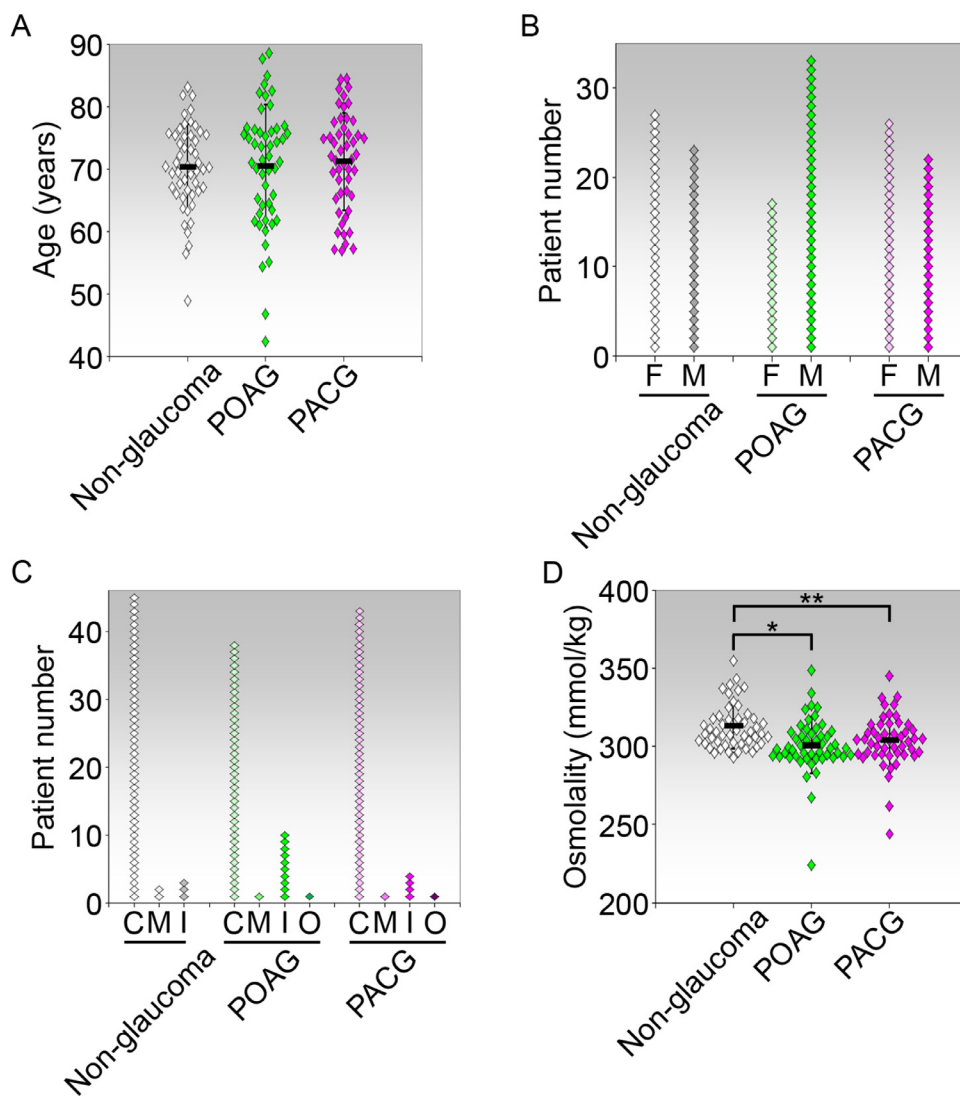 A
Age (years)
90
80
70
60
50
40
Non-glaucoma
POAG
PACG
B
Patient number
30
20
10
0
F M F M F M
Non-glaucoma
POAG
PACG
C
Patient number
40
30
20
10
0
C M I C M I O C M I O
Non-glaucoma
POAG
PACG
D
Osmolality (mmol/kg)
400
350
300
250
200
**
*
Non-glaucoma
POAG
PACG